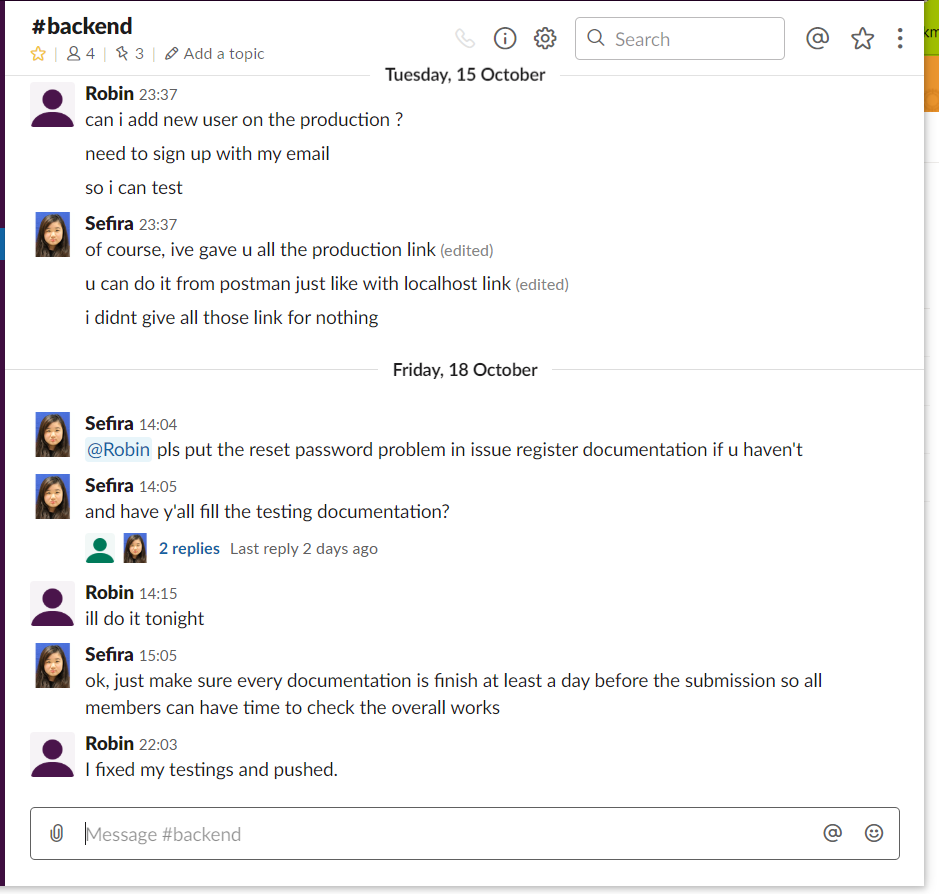 #backend
4 | 3 | Add a topic
Search
Tuesday, 15 October
Robin 23:37
can i add new user on the production ?
need to sign up with my email
so i can test
Sefira 23:37
of course, ive gave u all the production link (edited)
u can do it from postman just like with localhost link (edited)
i didnt give all those link for nothing
Friday, 18 October
Sefira 14:04
@Robin pls put the reset password problem in issue register documentation if u haven't
Sefira 14:05
and have y'all fill the testing documentation?
2 replies Last reply 2 days ago
Robin 14:15
ill do it tonight
Sefira 15:05
ok, just make sure every documentation is finish at least a day before the submission so all
members can have time to check the overall works
Robin 22:03
I fixed my testings and pushed.
Message #backend